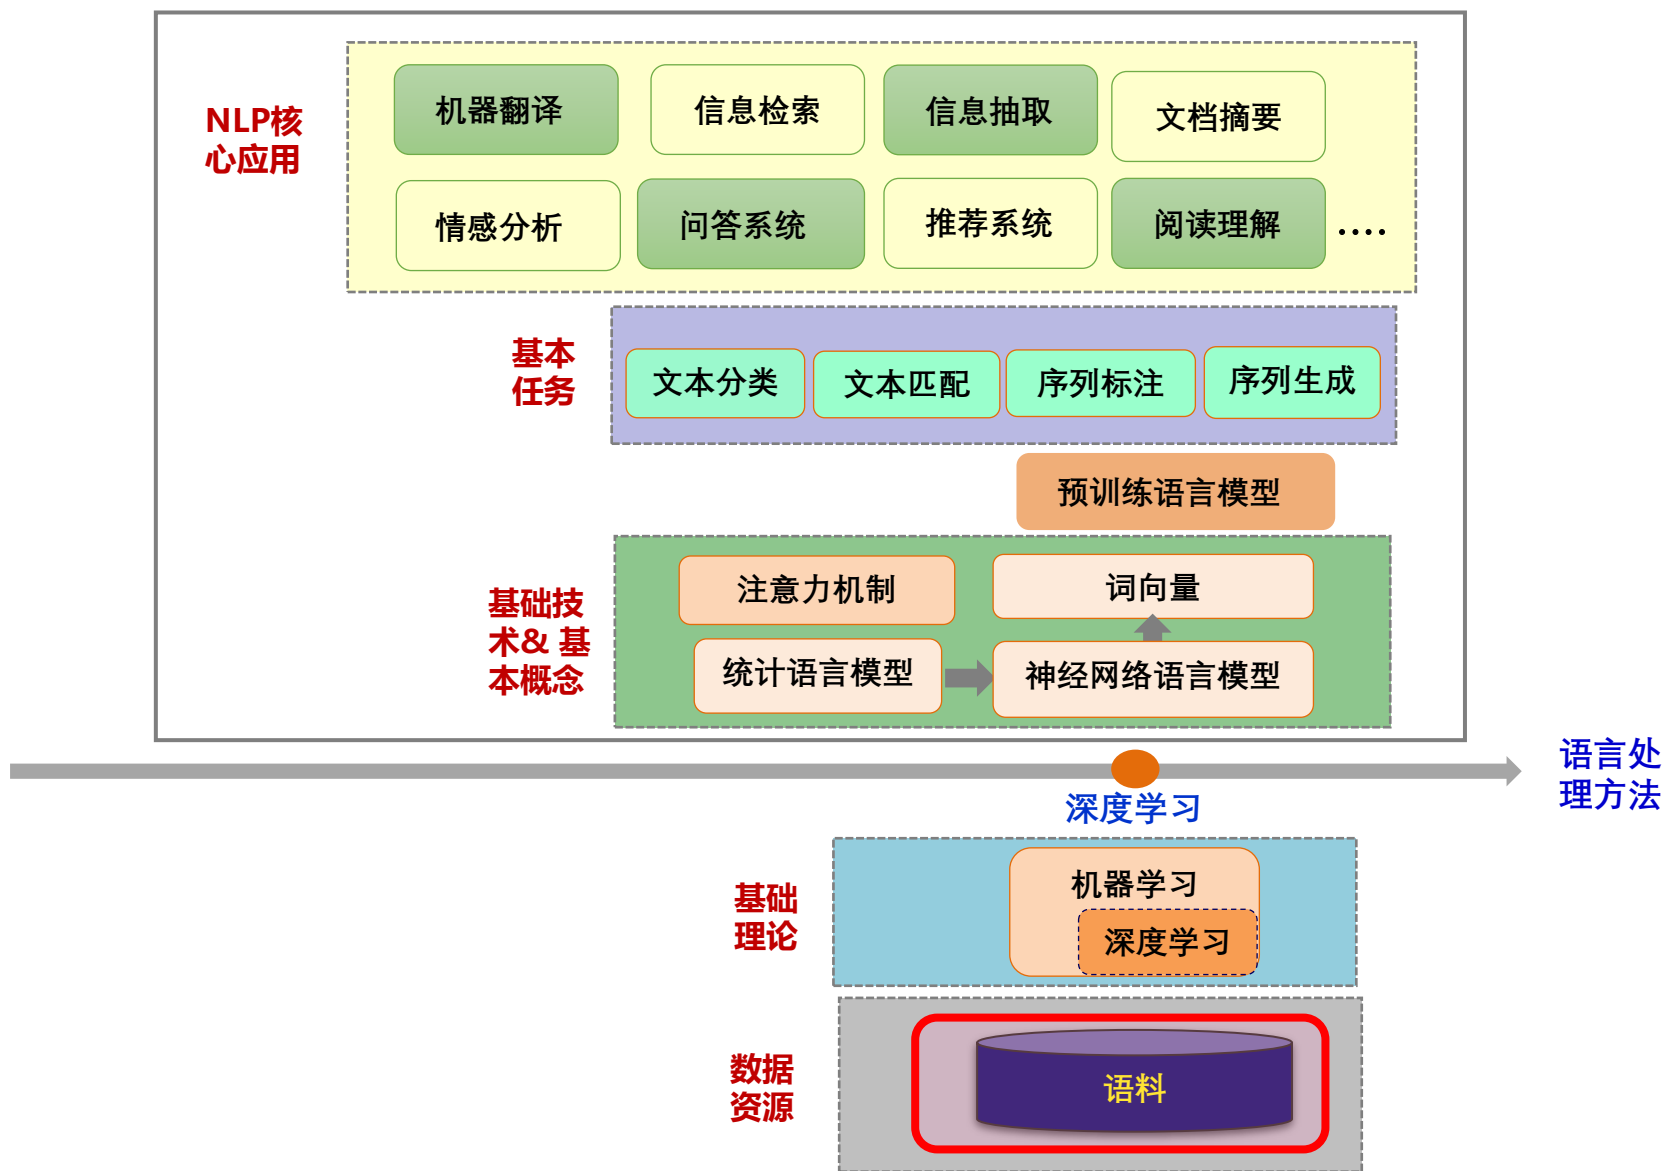 机器翻译
信息检索
信息抽取
文档摘要
NLP核
心应用
情感分析
问答系统
推荐系统
阅读理解
....
基本
任务
文本分类
文本匹配
序列标注
序列生成
预训练语言模型
注意力机制
词向量
基础技
术& 基
本概念
统计语言模型
神经网络语言模型
语言处
理方法
深度学习
机器学习
基础
理论
深度学习
数据
资源
语料